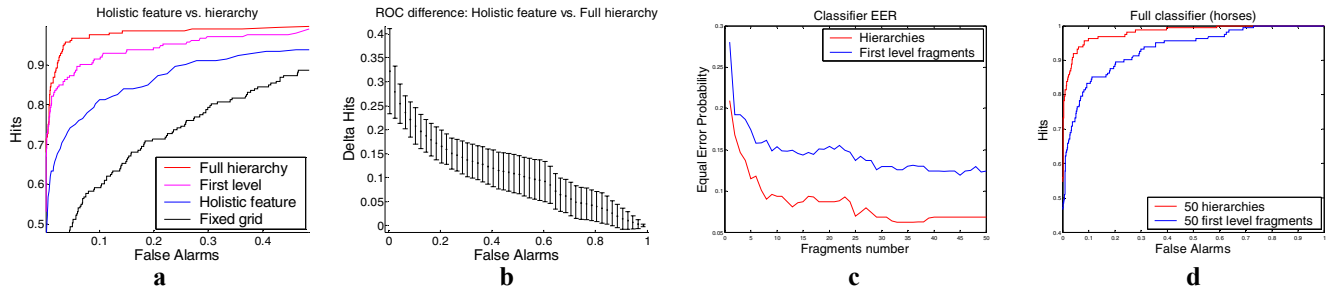 Holistic feature vs. hierarchy
Hits
0.9
0.8
0.7
0.6
0.5
0.1
0.2
0.3
0.4
Full hierarchy
First level
Holistic feature
Fixed grid
False Alarms
a
ROC difference: Holistic feature vs. Full hierarchy
Delta Hits
0.4
0.35
0.3
0.25
0.2
0.15
0.1
0.05
0
0
0.2
0.4
0.6
0.8
1
False Alarms
b
Classifier EER
Equal Error Probability
0.3
0.25
0.2
0.15
0.1
0.05
0
5
10
15
20
25
30
35
40
45
50
Hierarchies
First level fragments
Fragments number
c
Full classifier (horses)
Hits
1
0.9
0.8
0.7
0.6
0.5
0.4
0
0.1
0.2
0.3
0.4
0.5
0.6
0.7
0.8
0.9
1
50 hierarchies
50 first level fragments
False Alarms
d